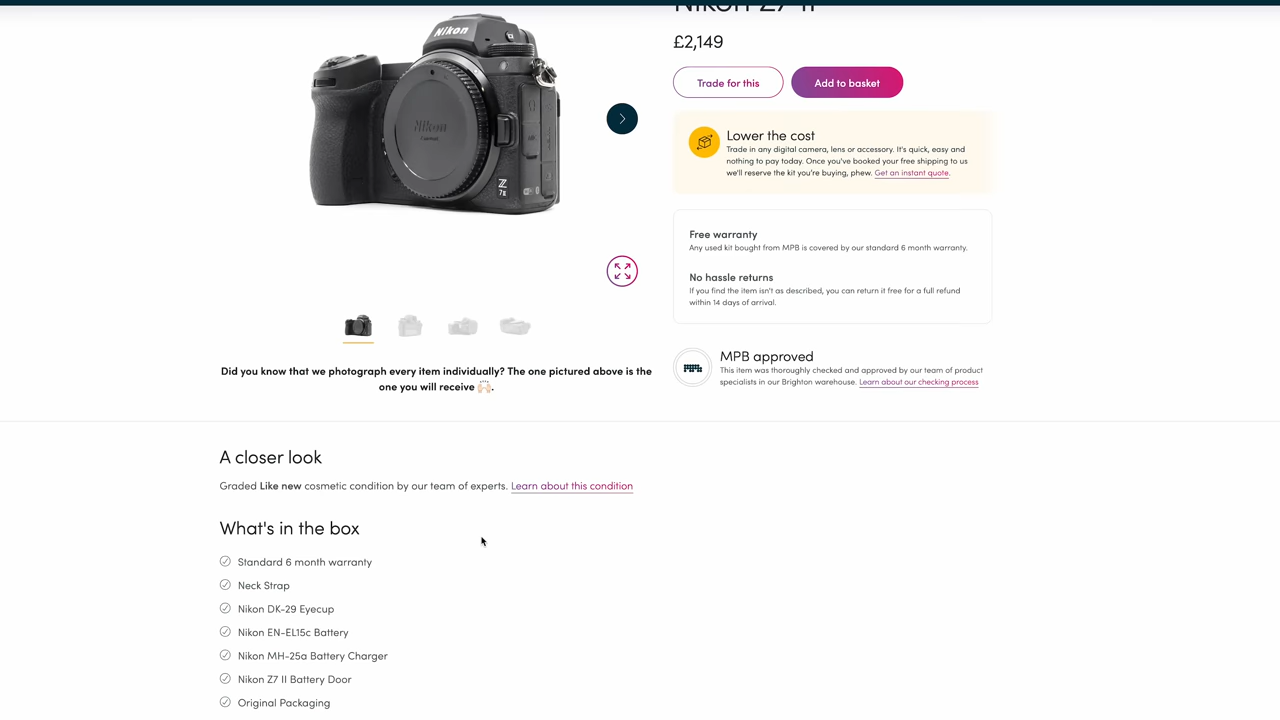 Nikon Z7 II
£2,149
Trade for this
Add to basket
Lower the cost
Trade in any digital camera, lens or accessory. It's quick, easy and
nothing to pay today. Once you've booked your free shipping to us
we'll reserve the kit you're buying, phew. Get an instant quote.
Free warranty
Any used kit bought from MPB is covered by our standard 6 month warranty.
No hassle returns
If you find the item isn't as described, you can return it free for a full refund
within 14 days of arrival.
MPB approved
This item was thoroughly checked and approved by our team of product
specialists in our Brighton warehouse. Learn about our checking process
Nikon
Nikon
Z
7II
Did you know that we photograph every item individually? The one pictured above is the
one you will receive 🙌🏻.
A closer look
Graded Like new cosmetic condition by our team of experts. Learn about this condition
What's in the box
Standard 6 month warranty
Neck Strap
Nikon DK-29 Eyecup
Nikon EN-EL15c Battery
Nikon MH-25a Battery Charger
Nikon Z7 II Battery Door
Original Packaging